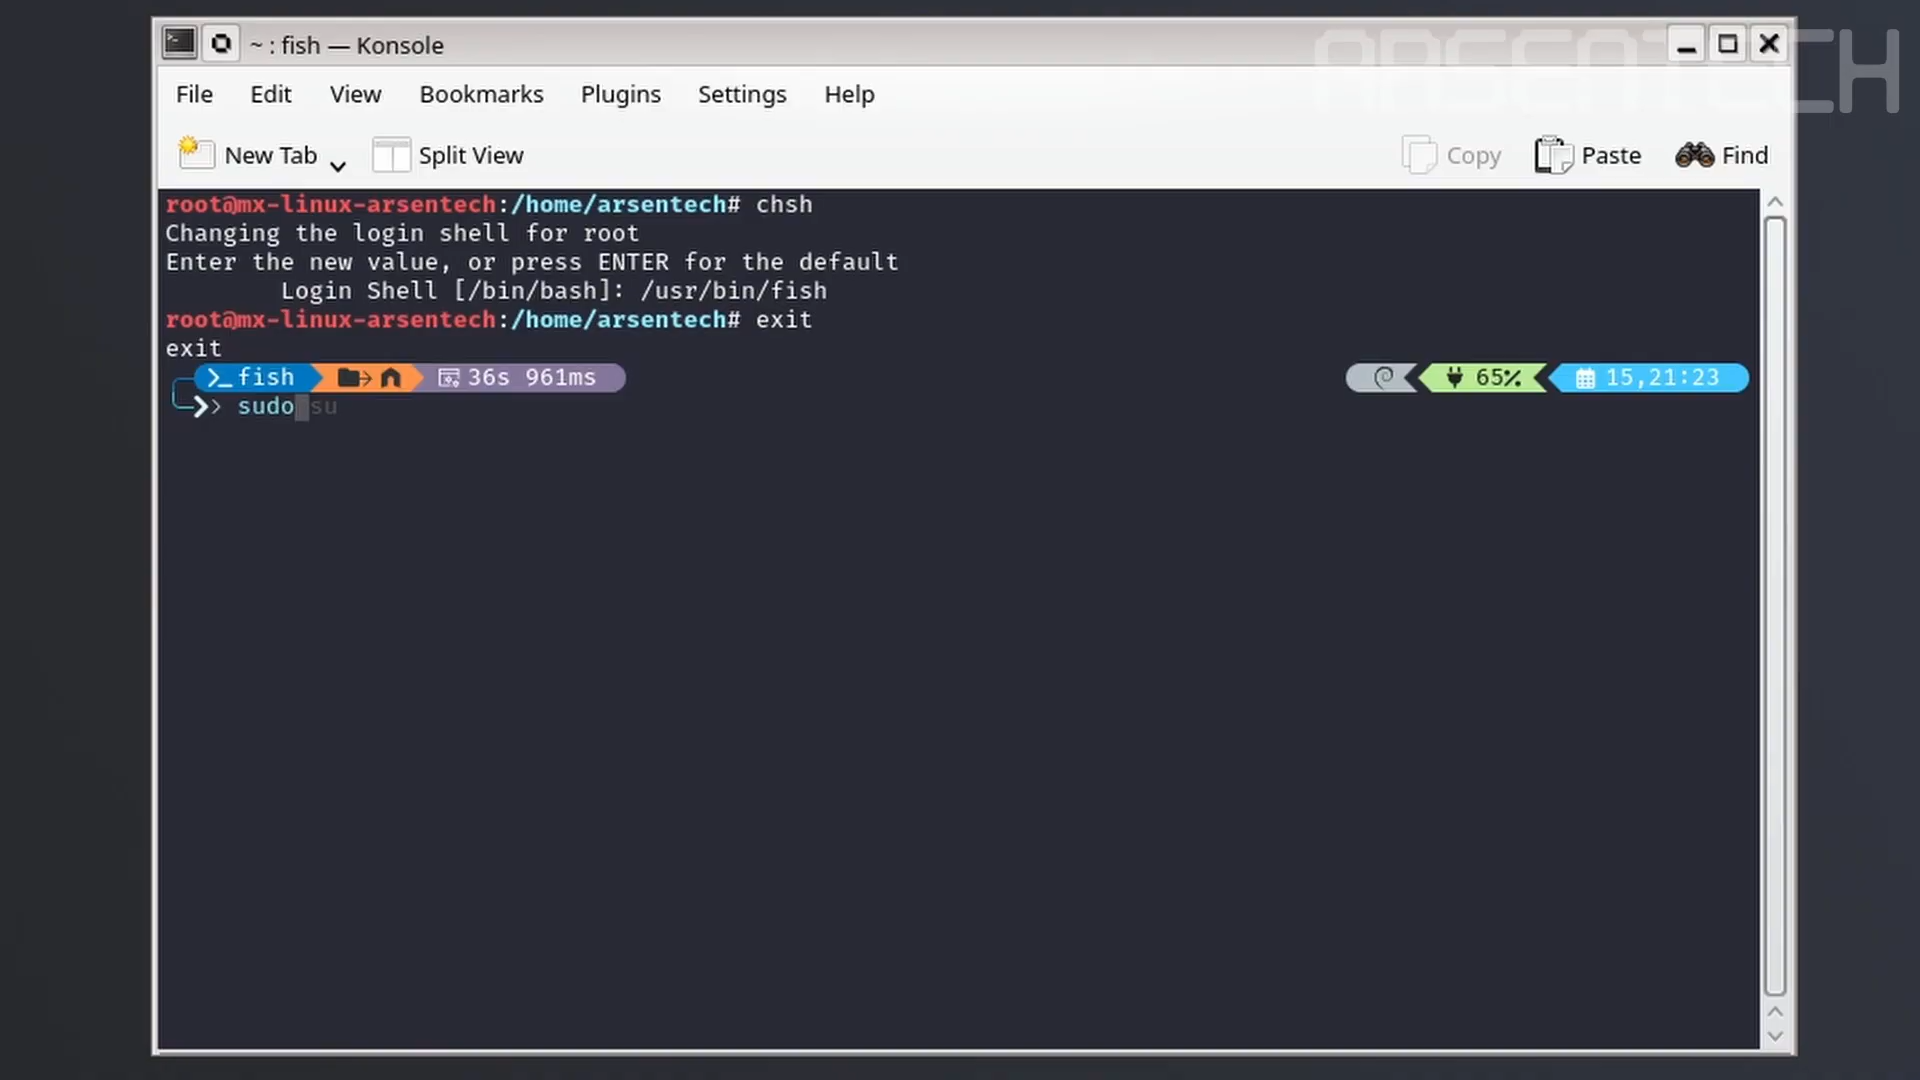 ~ : fish — Konsole
ARSENTECH
File Edit View Bookmarks Plugins Settings Help
New Tab Split View Copy Paste Find
root@mx-linux-arsentech:/home/arsentech# chsh
Changing the login shell for root
Enter the new value, or press ENTER for the default
Login Shell [/bin/bash]: /usr/bin/fish
root@mx-linux-arsentech:/home/arsentech# exit
exit
>_ fish 36s 961ms 65% 15,21:23
sudo su